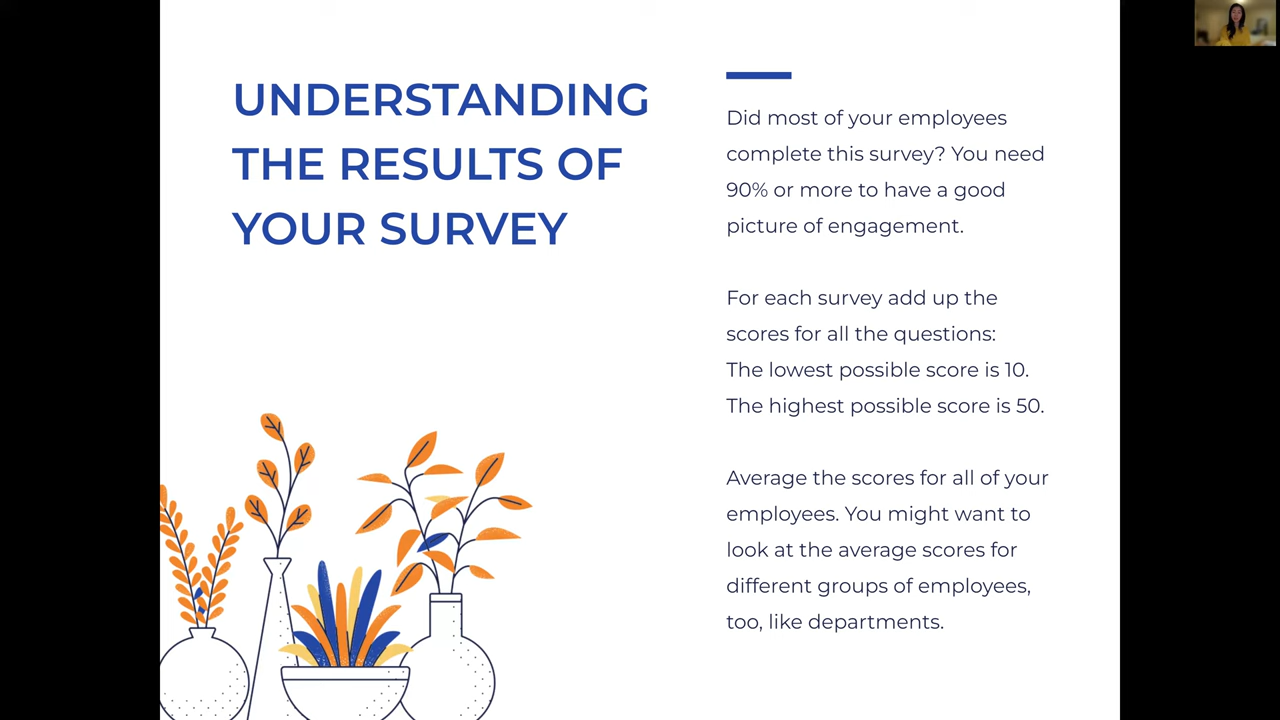 UNDERSTANDING
THE RESULTS OF
YOUR SURVEY
Did most of your employees
complete this survey? You need
90% or more to have a good
picture of engagement.
For each survey add up the
scores for all the questions:
The lowest possible score is 10.
The highest possible score is 50.
Average the scores for all of your
employees. You might want to
look at the average scores for
different groups of employees,
too, like departments.